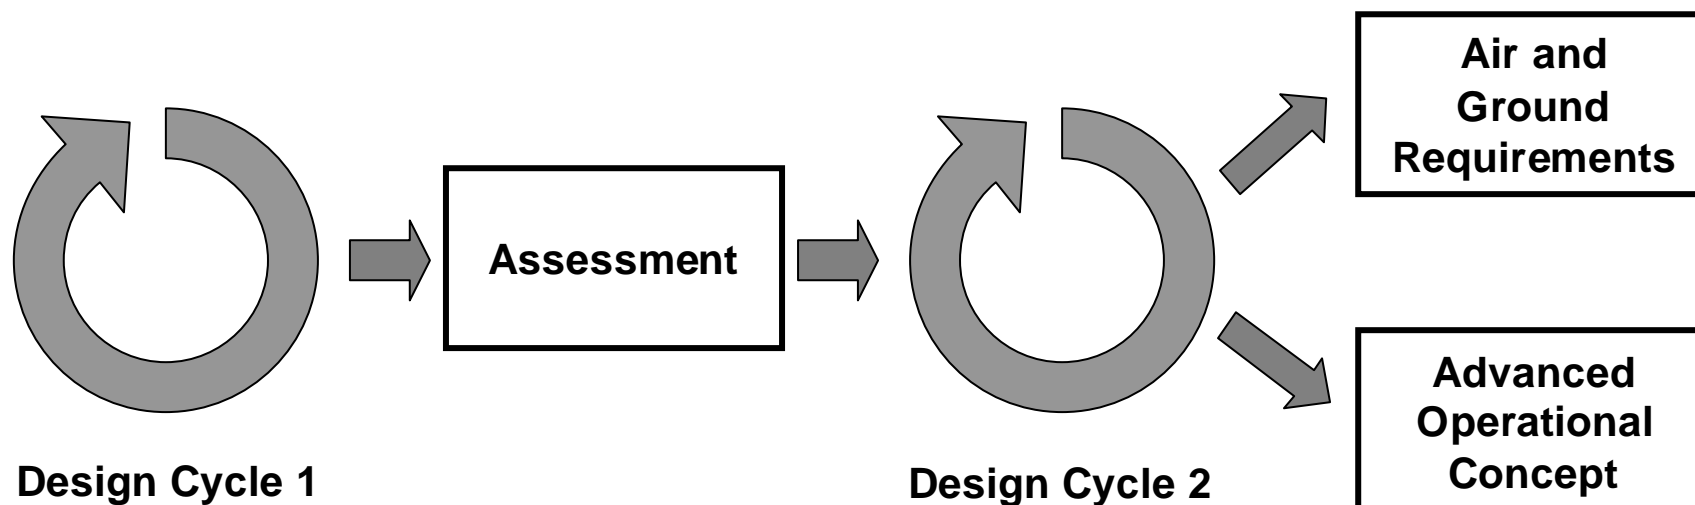 Design Cycle 1
Assessment
Design Cycle 2
Air and
Ground
Requirements
Advanced
Operational
Concept